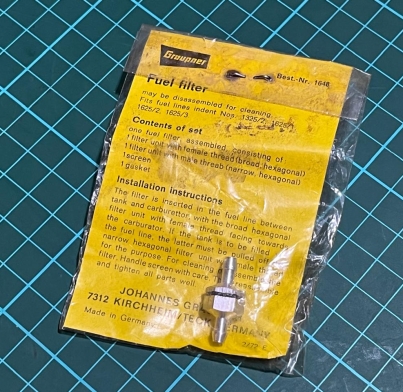 Graupner
Best.-Nr. 1648
Fuel filter
may be disassembled for cleaning.
Fits fuel lines indent Nos. 1325/2,
1625/2, 1625/3.
Contents of set
one fuel filter, assembled, consisting of
1 filter unit with female thread (broad, hexagonal)
1 filter unit with male thread (narrow, hexagonal)
1 screen
1 gasket
Installation instructions
The filter is inserted in the fuel line between
tank and carburettor with the broad hexagonal
filter unit with female thread facing towards
the carburator. If the tank is to be filled
the fuel line, the latter must be pulled off
narrow hexagonal filter unit male
for the purpose. For cleaning
filter. Handle screen with care.
and tighten all parts well.
JOHANNES
7312 KIRCHHEIM/TECK
Made in Germany